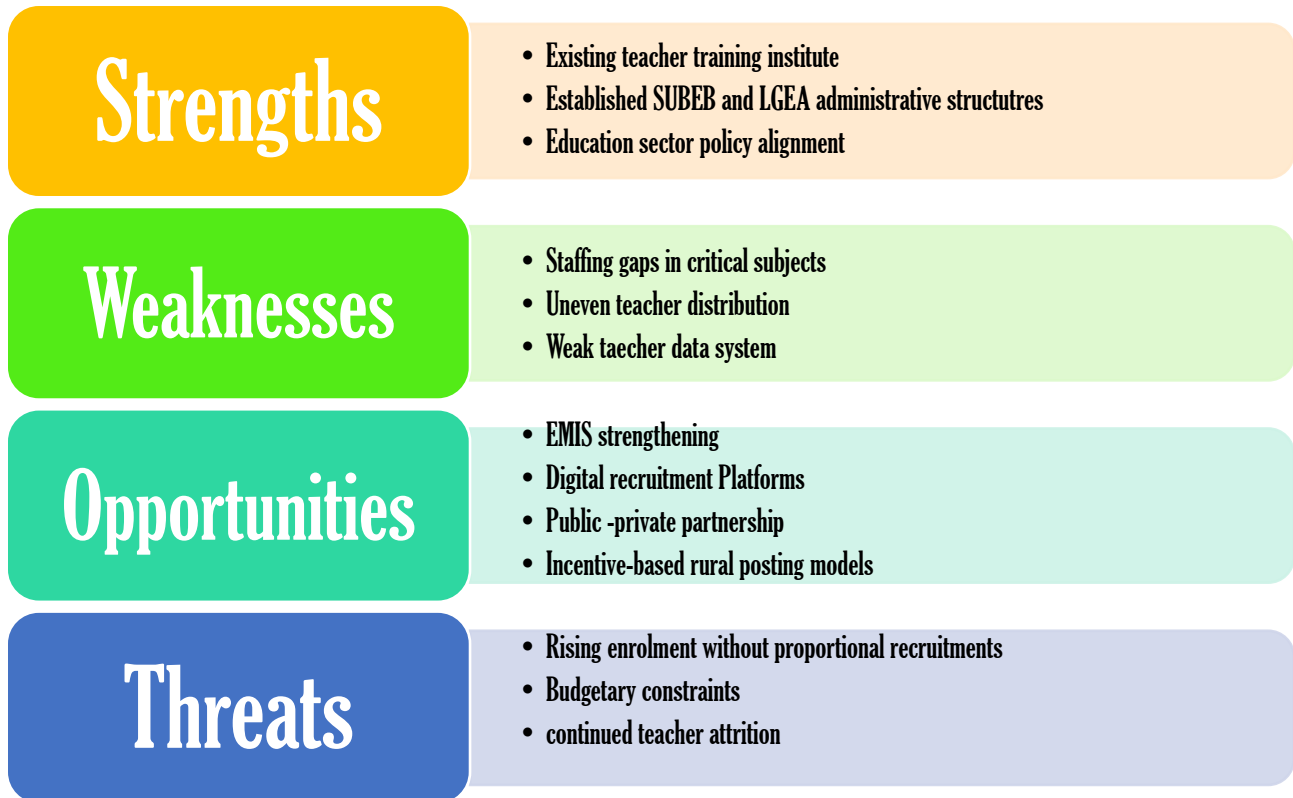 Strengths
• Existing teacher training institute
• Established SUBEB and LGEA administrative structutres
• Education sector policy alignment
Weaknesses
• Staffing gaps in critical subjects
• Uneven teacher distribution
• Weak taecher data system
Opportunities
• EMIS strengthening
• Digital recruitment Platforms
• Public -private partnership
• Incentive-based rural posting models
Threats
• Rising enrolment without proportional recruitments
• Budgetary constraints
• continued teacher attrition